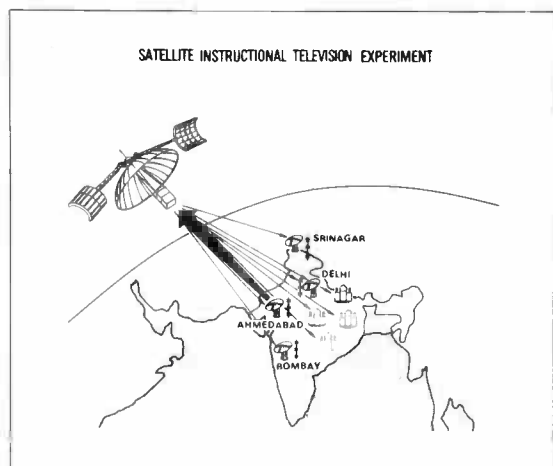 SATELLITE INSTRUCTIONAL TELEVISION EXPERIMENT
SRINAGAR
DELHI
AHMEDABAD
BOMBAY